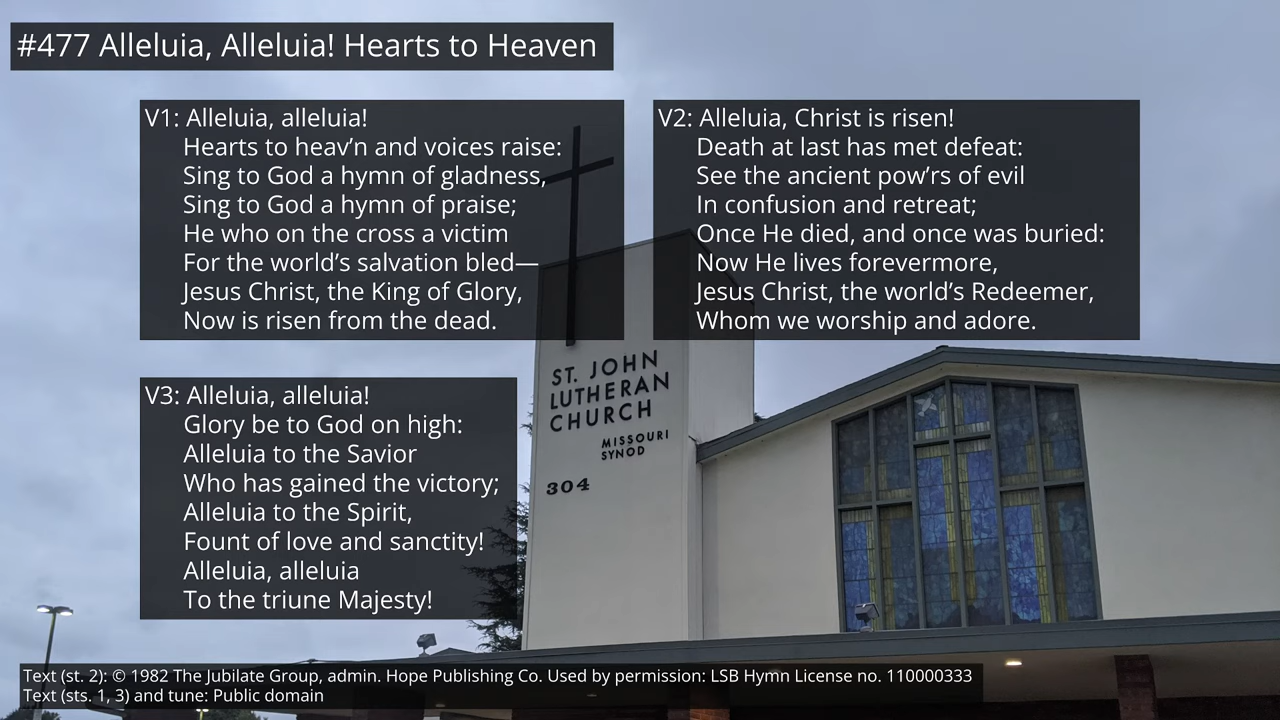 #477 Alleluia, Alleluia! Hearts to Heaven
V1: Alleluia, alleluia!
Hearts to heav’n and voices raise:
Sing to God a hymn of gladness,
Sing to God a hymn of praise;
He who on the cross a victim
For the world’s salvation bled—
Jesus Christ, the King of Glory,
Now is risen from the dead.
V2: Alleluia, Christ is risen!
Death at last has met defeat:
See the ancient pow’rs of evil
In confusion and retreat;
Once He died, and once was buried:
Now He lives forevermore,
Jesus Christ, the world’s Redeemer,
Whom we worship and adore.
V3: Alleluia, alleluia!
Glory be to God on high:
Alleluia to the Savior
Who has gained the victory;
Alleluia to the Spirit,
Fount of love and sanctity!
Alleluia, alleluia
To the triune Majesty!
ST. JOHN
LUTHERAN
CHURCH
MISSOURI
SYNOD
304
Text (st. 2): © 1982 The Jubilate Group, admin. Hope Publishing Co. Used by permission: LSB Hymn License no. 110000333
Text (sts. 1, 3) and tune: Public domain